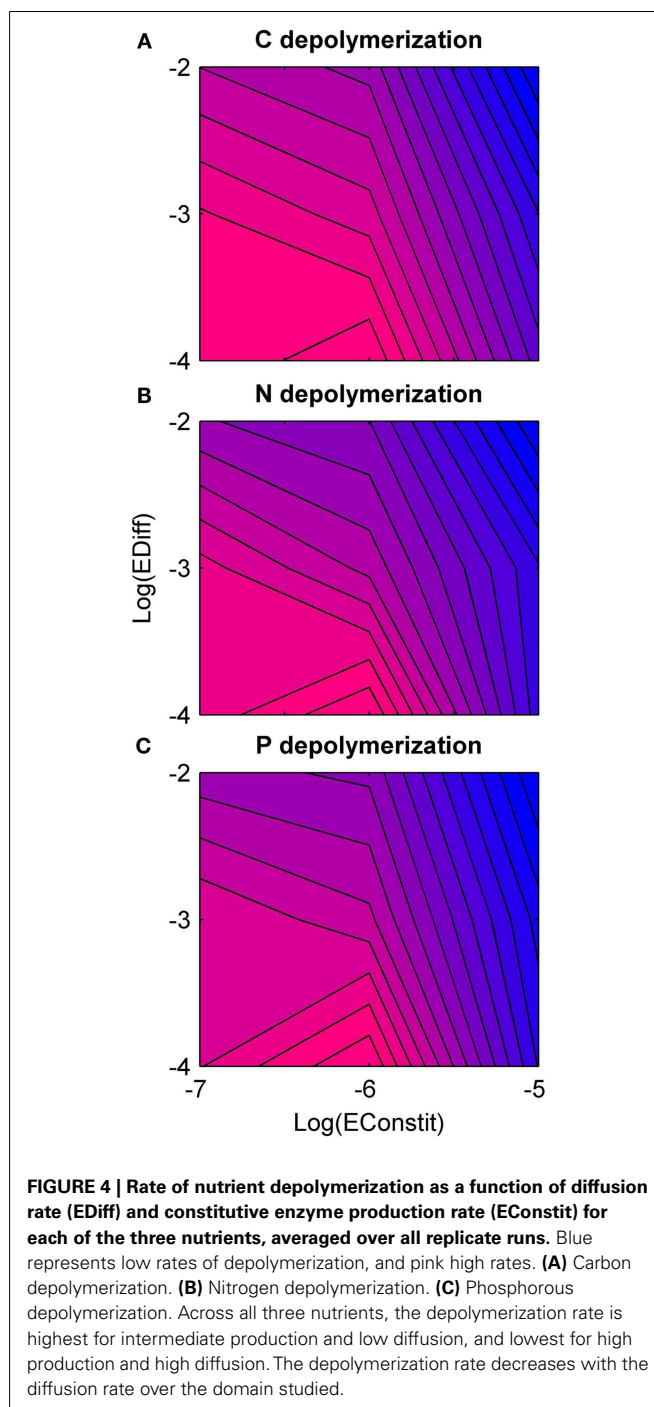 A
C depolymerization
-2
-3
-4
B
N depolymerization
-2
-3
-4
Log(EDiff)
C
P depolymerization
-2
-3
-4
-7
-6
-5
Log(EConstit)
FIGURE 4 | Rate of nutrient depolymerization as a function of diffusion
rate (EDiff) and constitutive enzyme production rate (EConstit) for
each of the three nutrients, averaged over all replicate runs. Blue
represents low rates of depolymerization, and pink high rates. (A) Carbon
depolymerization. (B) Nitrogen depolymerization. (C) Phosphorous
depolymerization. Across all three nutrients, the depolymerization rate is
highest for intermediate production and low diffusion, and lowest for high
production and high diffusion. The depolymerization rate decreases with the
diffusion rate over the domain studied.